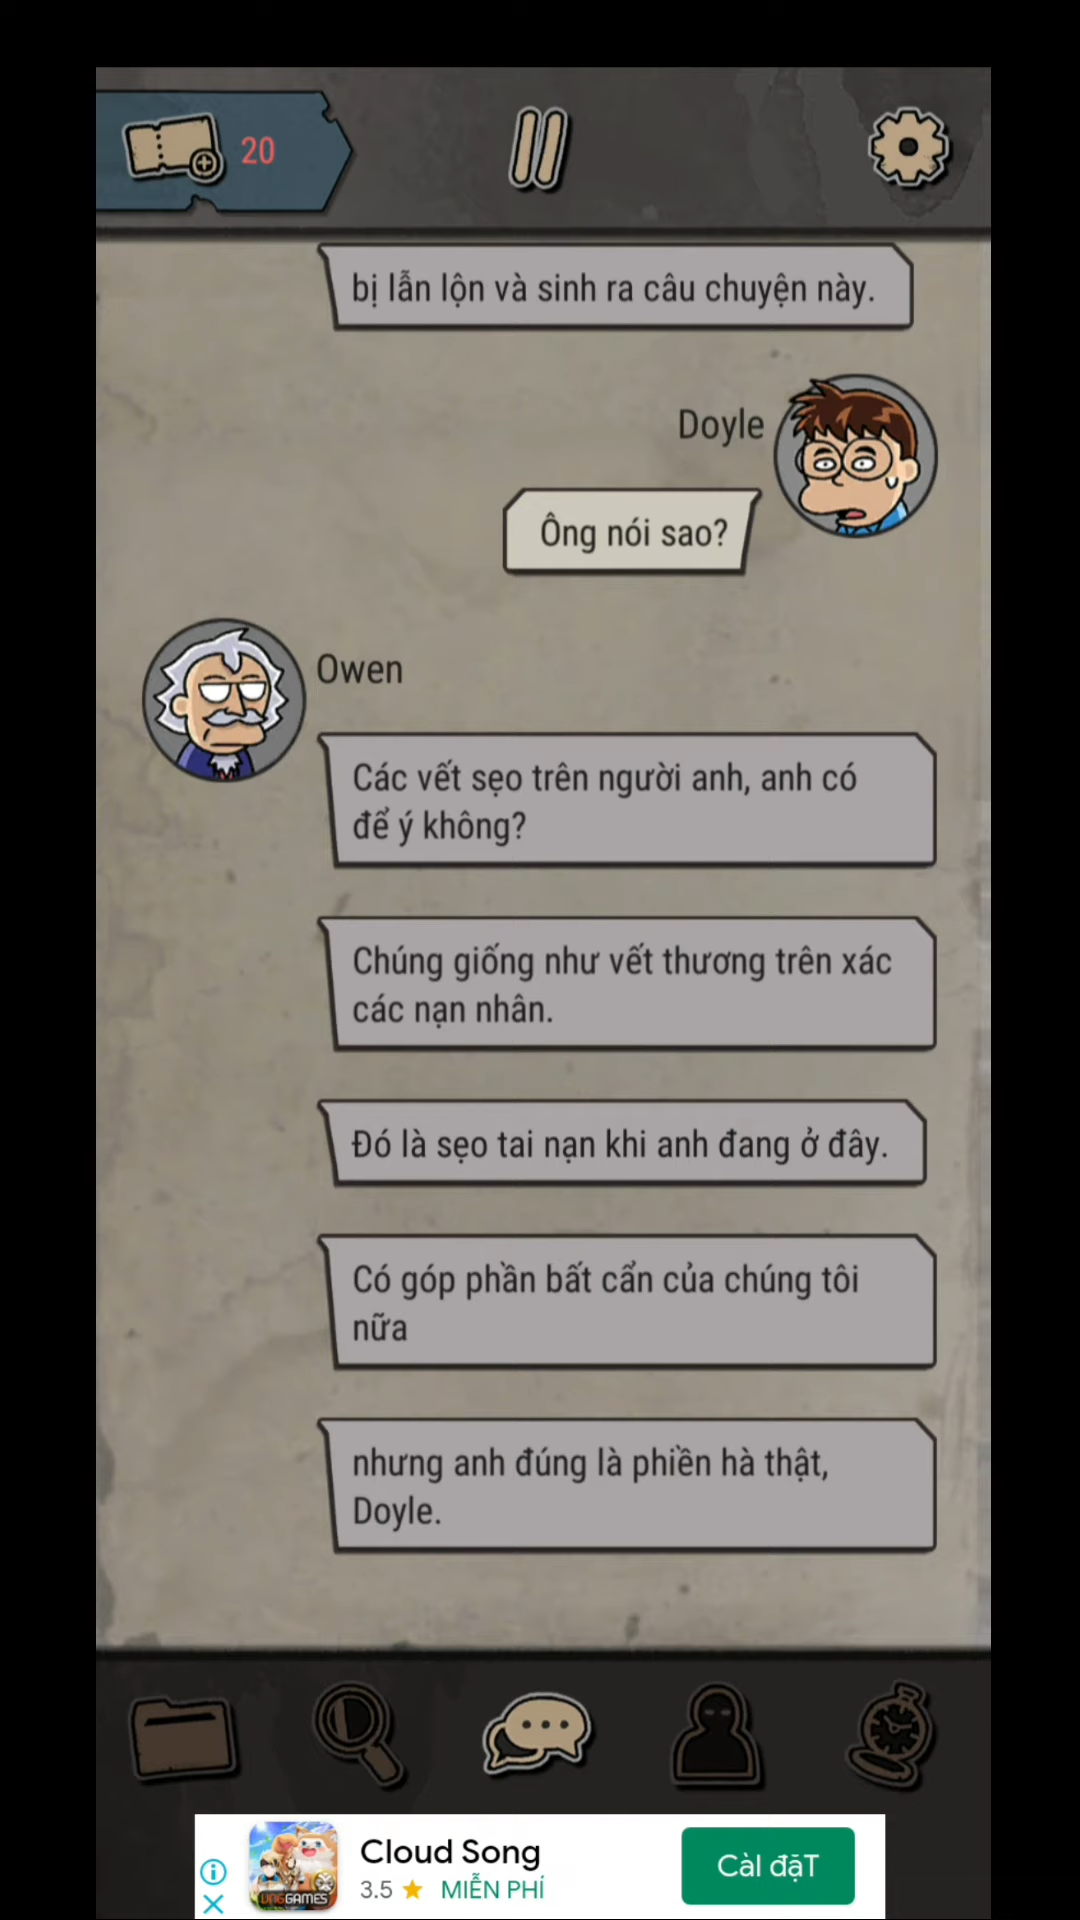 20
bị lẫn lộn và sinh ra câu chuyện này.
Doyle
Ông nói sao?
Owen
Các vết sẹo trên người anh, anh có
để ý không?
Chúng giống như vết thương trên xác
các nạn nhân.
Đó là sẹo tai nạn khi anh đang ở đây.
Có góp phần bất cẩn của chúng tôi
nữa
nhưng anh đúng là phiền hà thật,
Doyle.
Cloud Song
3.5 ★ MIỄN PHÍ
Cài đặT
VNGGAMES